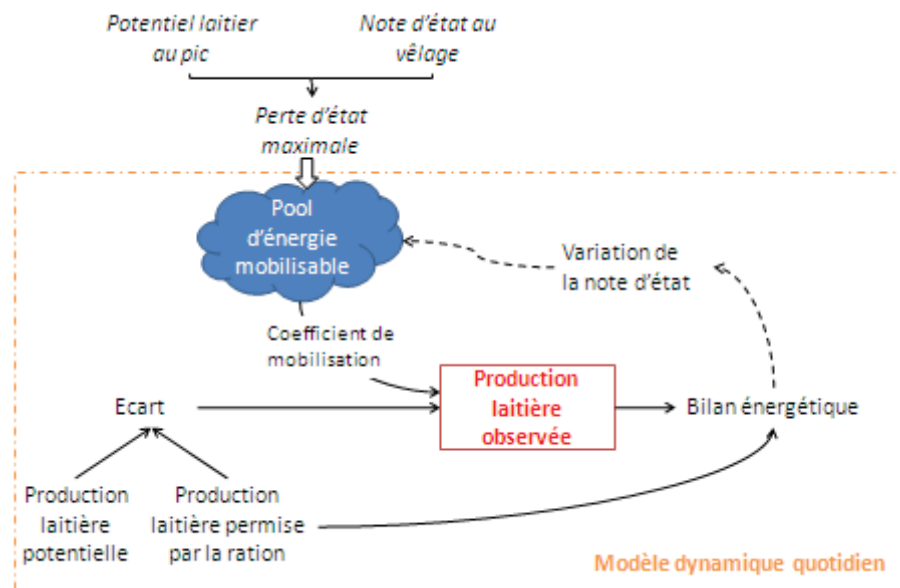 Potentiel laitier
au pic
Note d'état au
vêlage
Perte d'état
maximale
Pool
d'énergie
mobilisable
Variation de
la note d'état
Coefficient de
mobilisation
Ecart
Production
laitière
observée
Bilan énergétique
Production
laitière
potentielle
Production
laitière permise
par la ration
Modèle dynamique quotidien